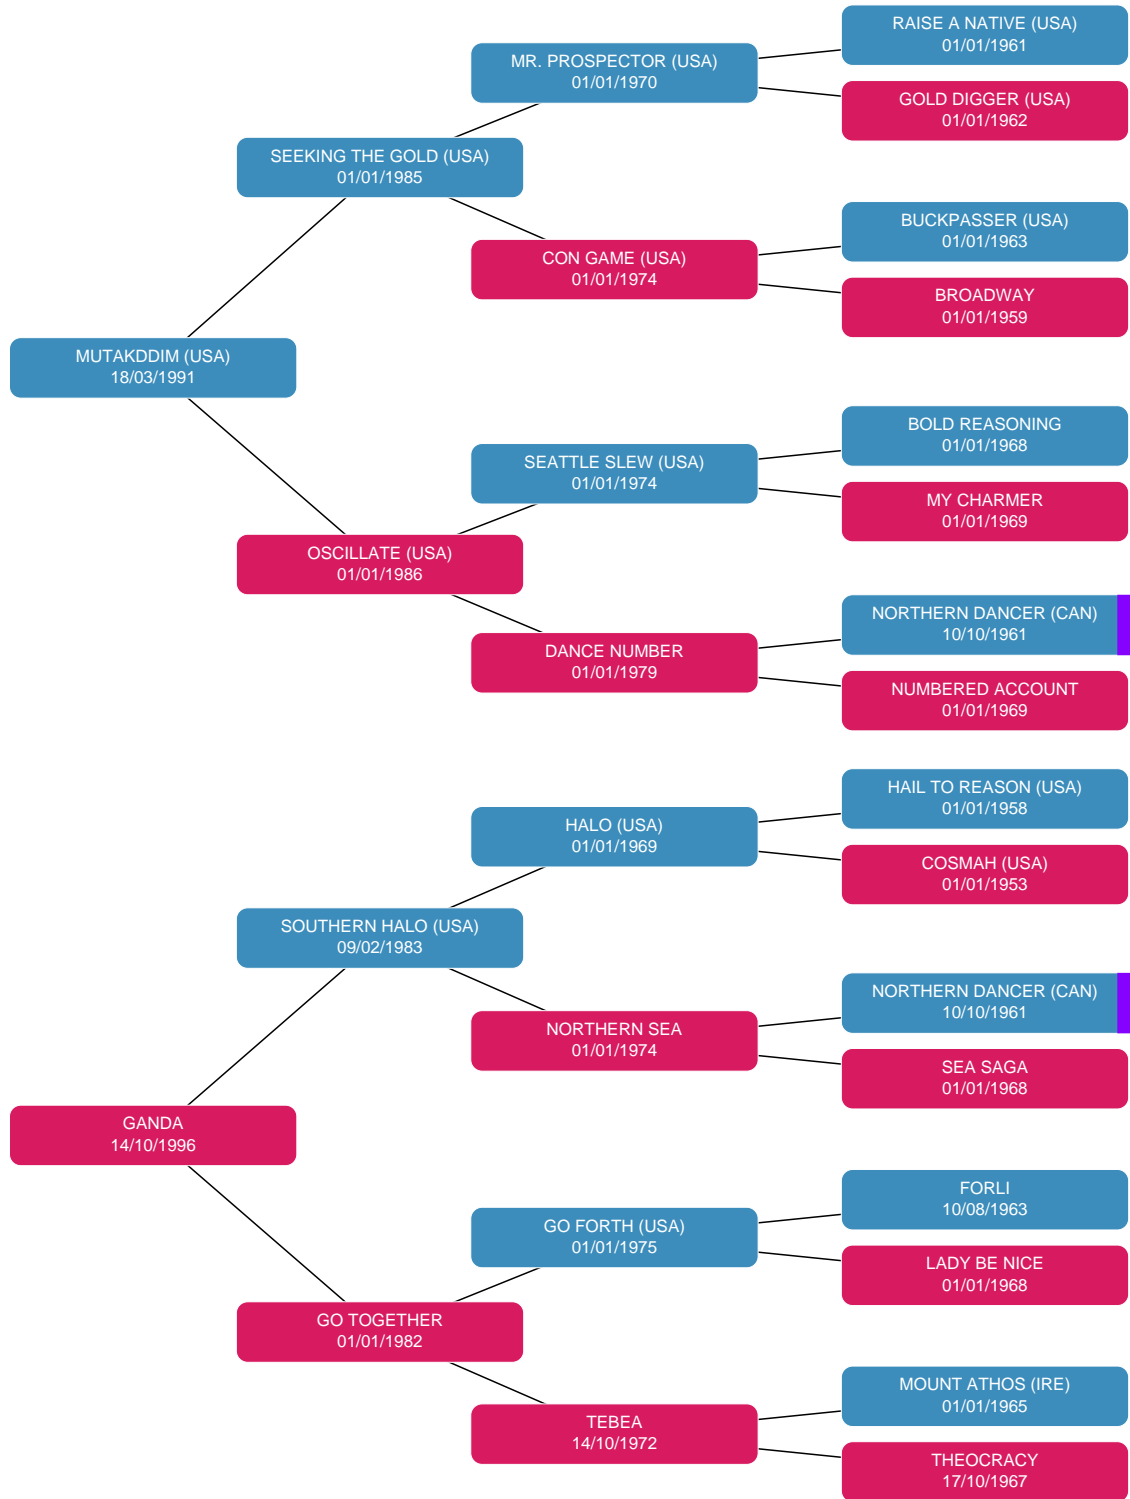 RAISE A NATIVE (USA)
01/01/1961
MR. PROSPECTOR (USA)
01/01/1970
GOLD DIGGER (USA)
01/01/1962
SEEKING THE GOLD (USA)
01/01/1985
BUCKPASSER (USA)
01/01/1963
CON GAME (USA)
01/01/1974
BROADWAY
01/01/1959
MUTAKDDIM (USA)
18/03/1991
BOLD REASONING
01/01/1968
SEATTLE SLEW (USA)
01/01/1974
MY CHARMER
01/01/1969
OSCILLATE (USA)
01/01/1986
NORTHERN DANCER (CAN)
10/10/1961
DANCE NUMBER
01/01/1979
NUMBERED ACCOUNT
01/01/1969
HAIL TO REASON (USA)
01/01/1958
HALO (USA)
01/01/1969
COSMAH (USA)
01/01/1953
SOUTHERN HALO (USA)
09/02/1983
NORTHERN DANCER (CAN)
10/10/1961
NORTHERN SEA
01/01/1974
SEA SAGA
01/01/1968
GANDA
14/10/1996
FORLI
10/08/1963
GO FORTH (USA)
01/01/1975
LADY BE NICE
01/01/1968
GO TOGETHER
01/01/1982
MOUNT ATHOS (IRE)
01/01/1965
TEBEA
14/10/1972
THEOCRACY
17/10/1967